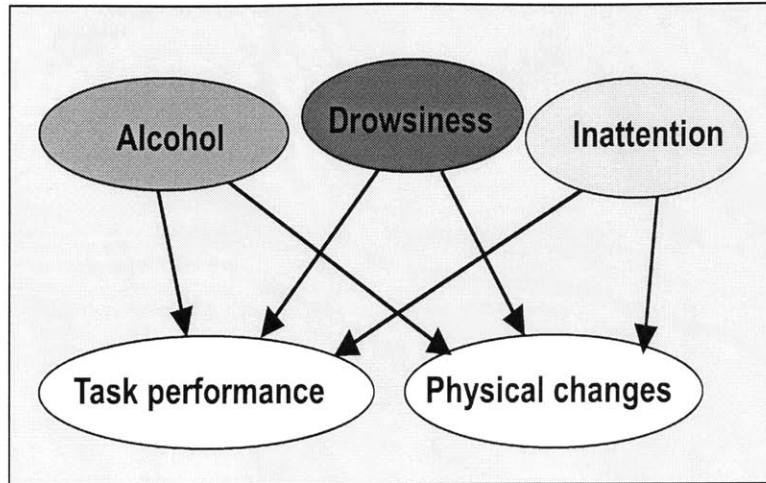 Alcohol
Drowsiness
Inattention
Task performance
Physical changes